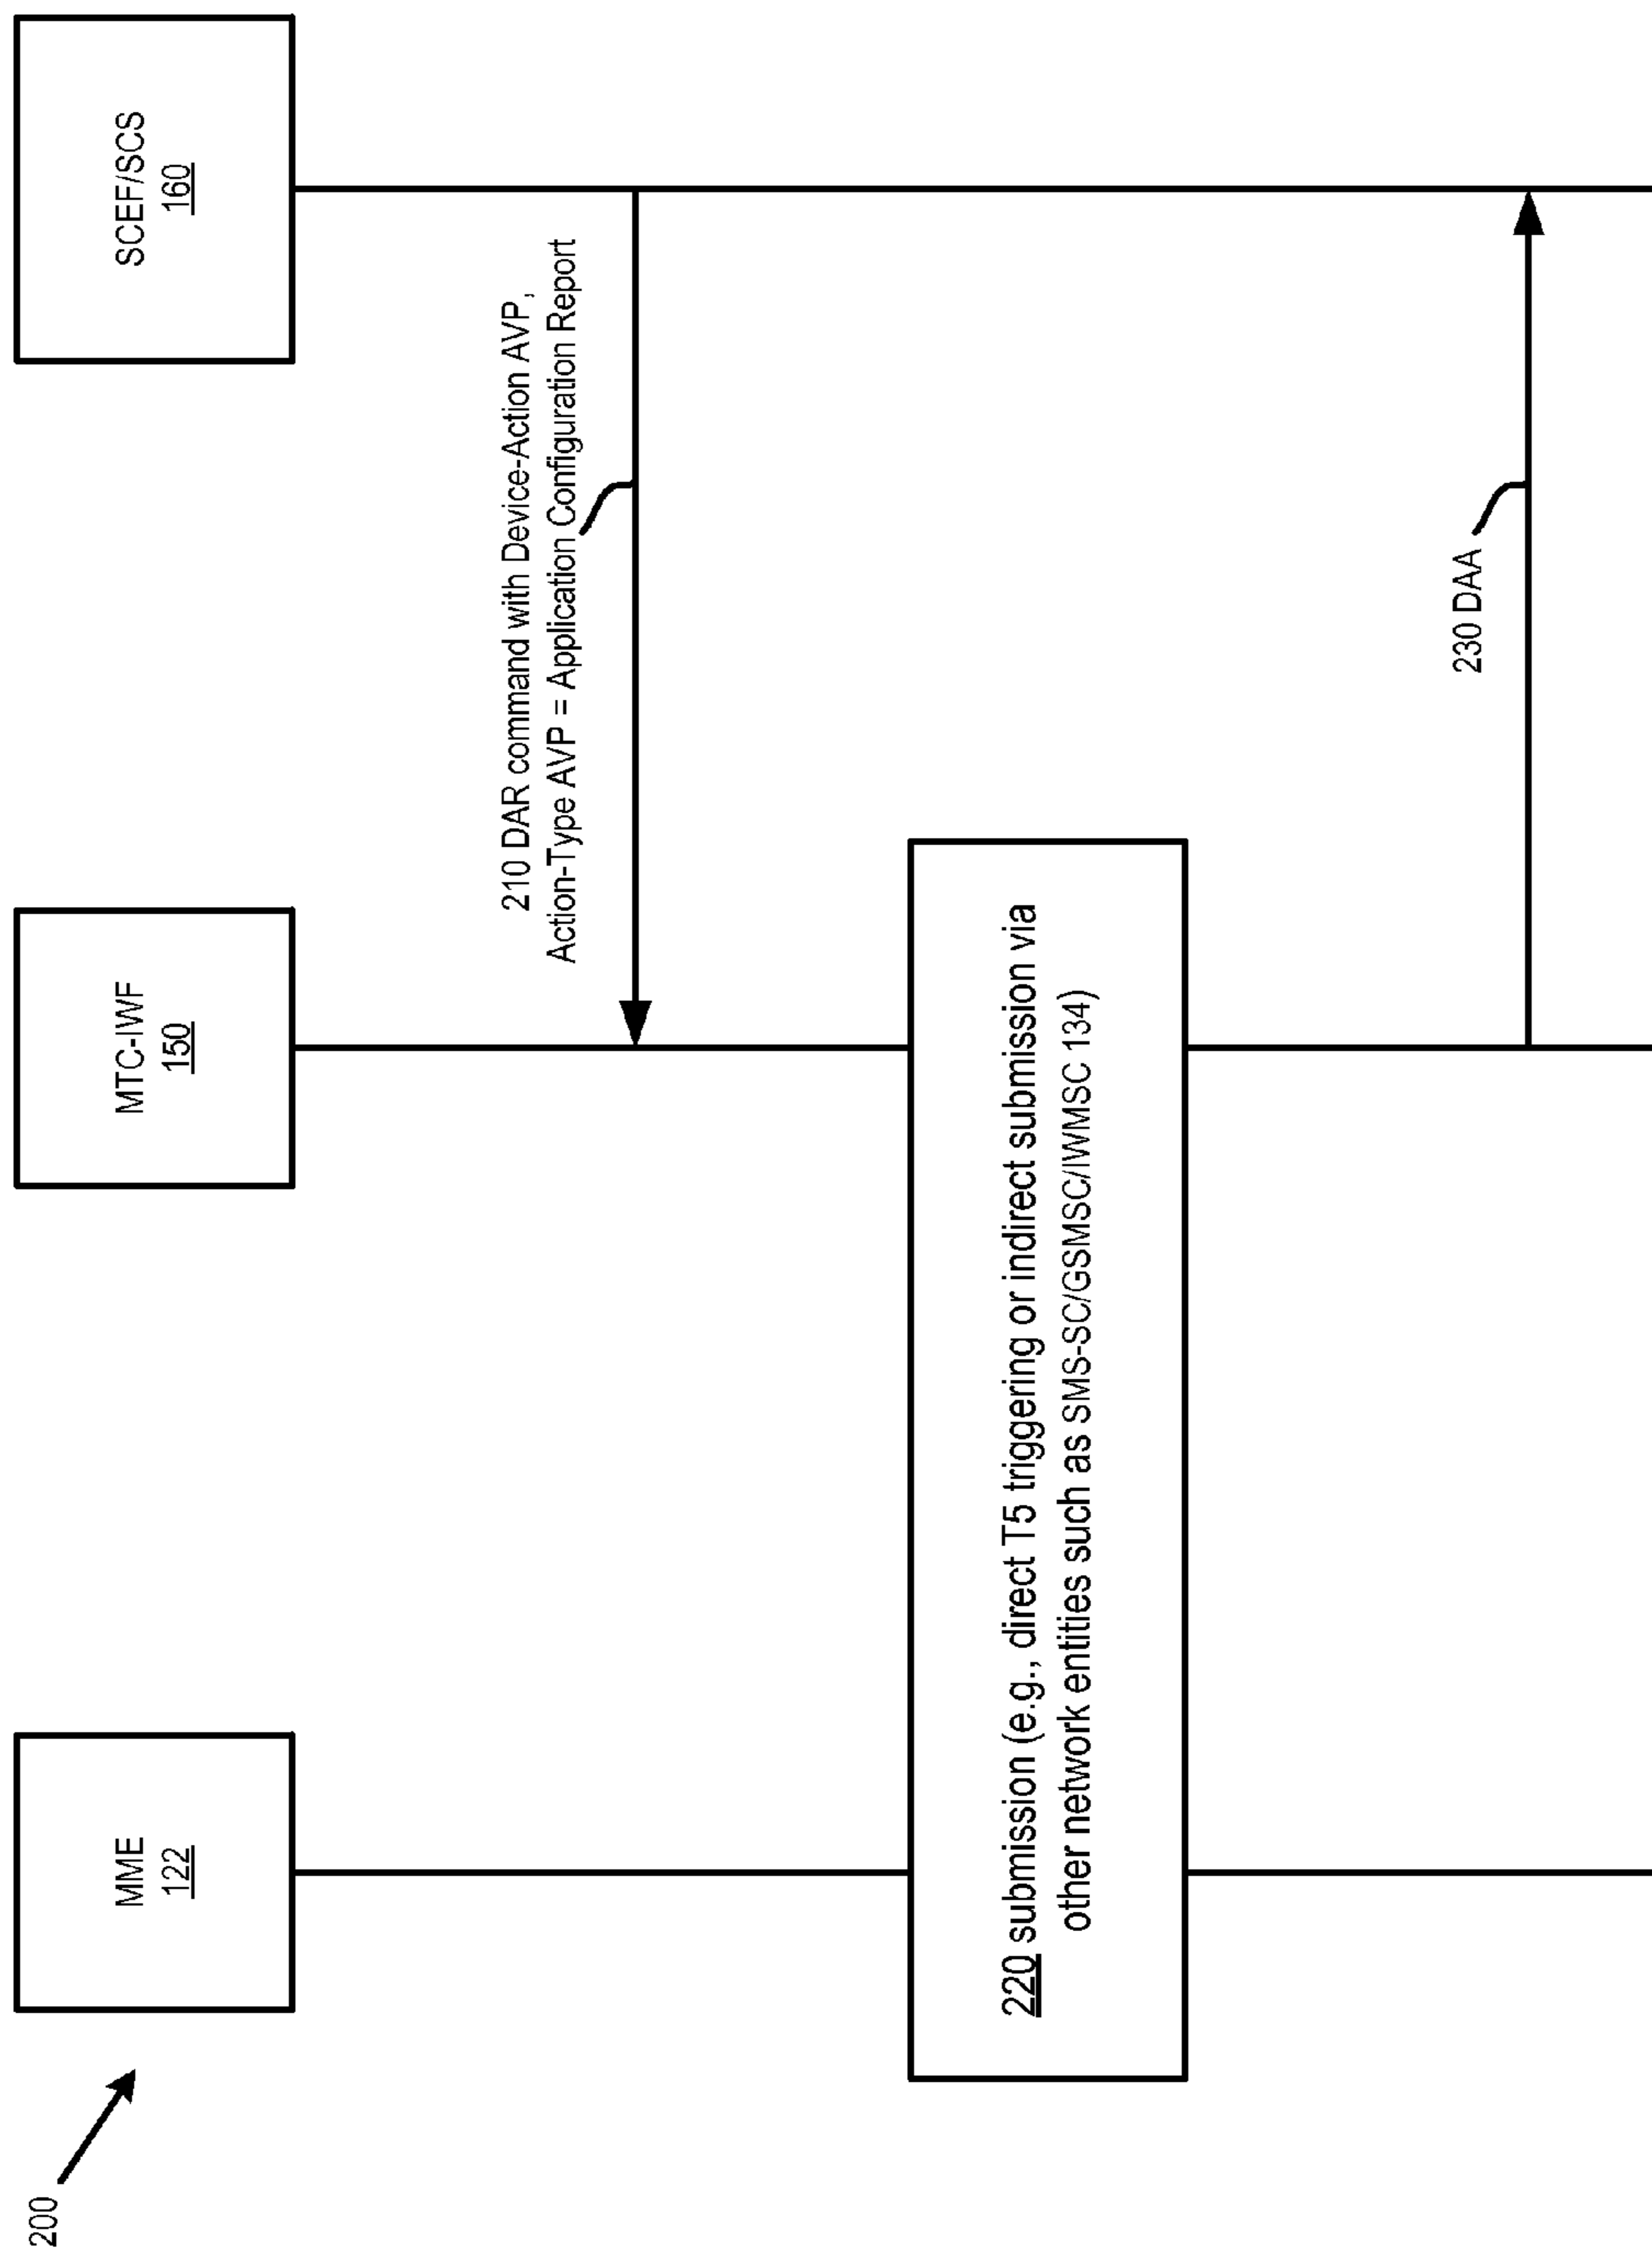 200
MME
122
MTC-IWF
150
SCEF/SCS
160
210 DAR command with Device-Action AVP,
Action-Type AVP = Application Configuration Report
220 submission (e.g., direct T5 triggering or indirect submission via
other network entities such as SMS-SC/GSMSC/IWMSC 134)
230 DAA